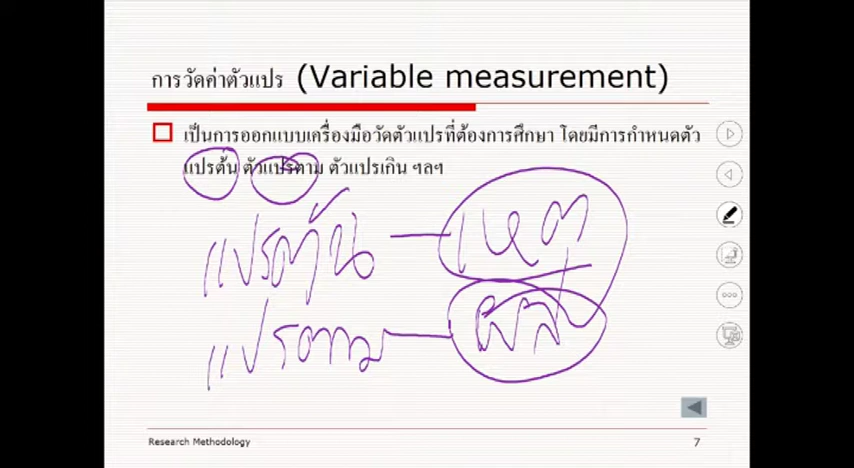 การวัดค่าตัวแปร (Variable measurement)
เป็นการออกแบบเครื่องมือวัดตัวแปรที่ต้องการศึกษา โดยมีการกำหนดตัว
แปรต้น ตัวแปรตาม ตัวแปรเกิน ฯลฯ
แปรต้น - เหตุ
แปรตาม - ผล
Research Methodology 7